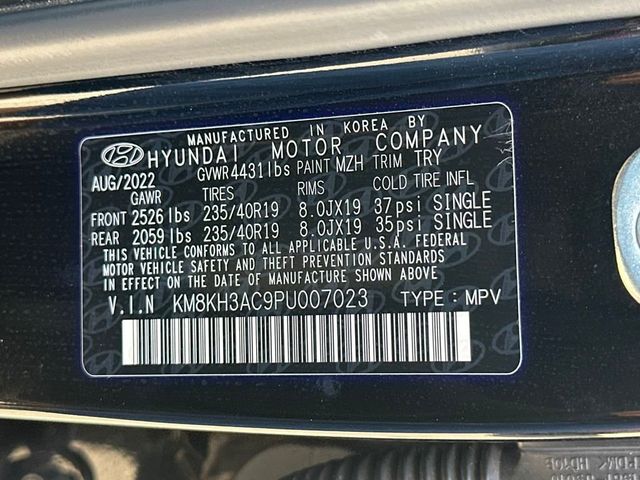 MANUFACTURED IN KOREA BY
HYUNDAI MOTOR COMPANY
AUG/2022 GVWR 4431 lbs PAINT MZH TRIM TRY
GAWR TIRES RIMS COLD TIRE INFL
FRONT 2526 lbs 235/40R19 8.0JX19 37psi SINGLE
REAR 2059 lbs 235/40R19 8.0JX19 35psi SINGLE
THIS VEHICLE CONFORMS TO ALL APPLICABLE U.S.A. FEDERAL
MOTOR VEHICLE SAFETY AND THEFT PREVENTION STANDARDS
IN EFFECT ON THE DATE OF MANUFACTURE SHOWN ABOVE.
V.I.N KM8KH3AC9PU007023 TYPE : MPV